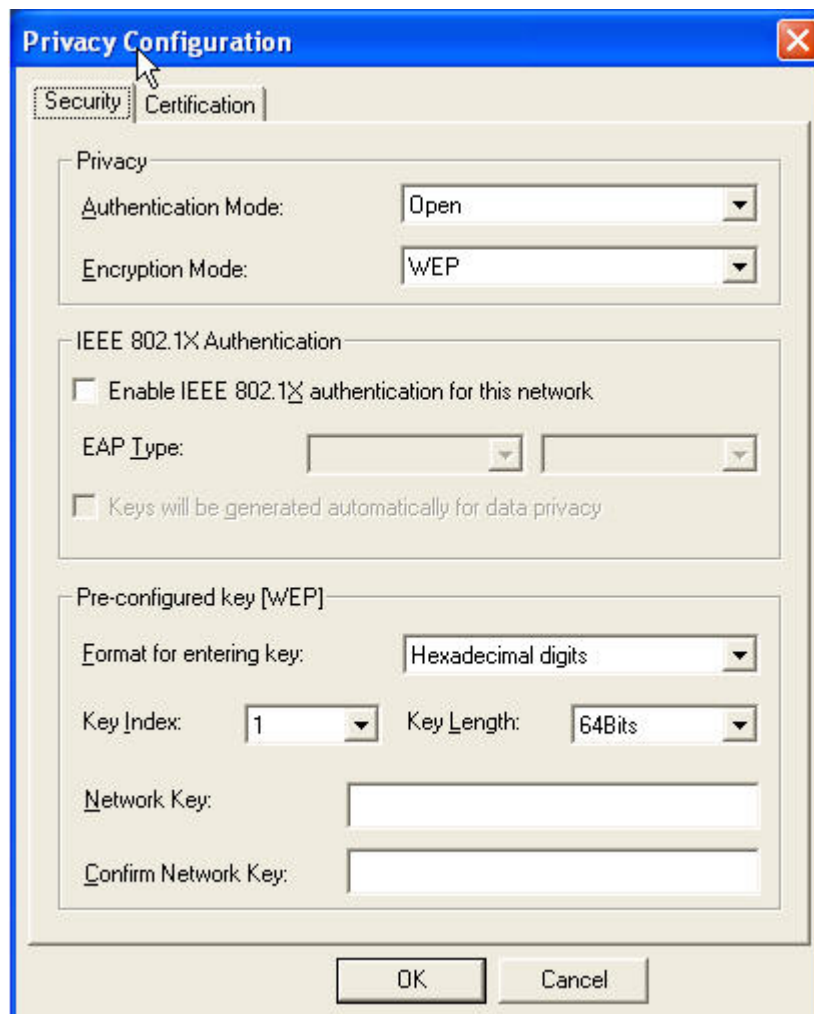 Privacy Configuration
Security Certification
Privacy
Authentication Mode: Open
Encryption Mode: WEP
IEEE 802.1X Authentication
Enable IEEE 802.1X authentication for this network
EAP Type:
Keys will be generated automatically for data privacy
Pre-configured key [WEP]
Format for entering key: Hexadecimal digits
Key Index: 1 Key Length: 64Bits
Network Key:
Confirm Network Key:
OK Cancel